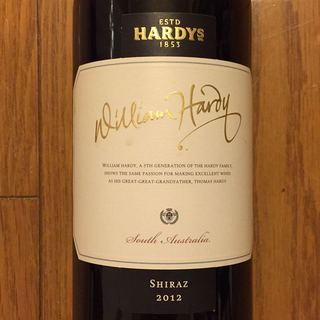 ESTD
HARDYS
1853
William Hardy
WILLIAM HARDY, A 5TH GENERATION OF THE HARDY FAMILY,
SHOWS THE SAME PASSION FOR MAKING EXCELLENT WINES
AS HIS GREAT-GREAT-GRANDFATHER, THOMAS HARDY
South Australia
SHIRAZ
2012